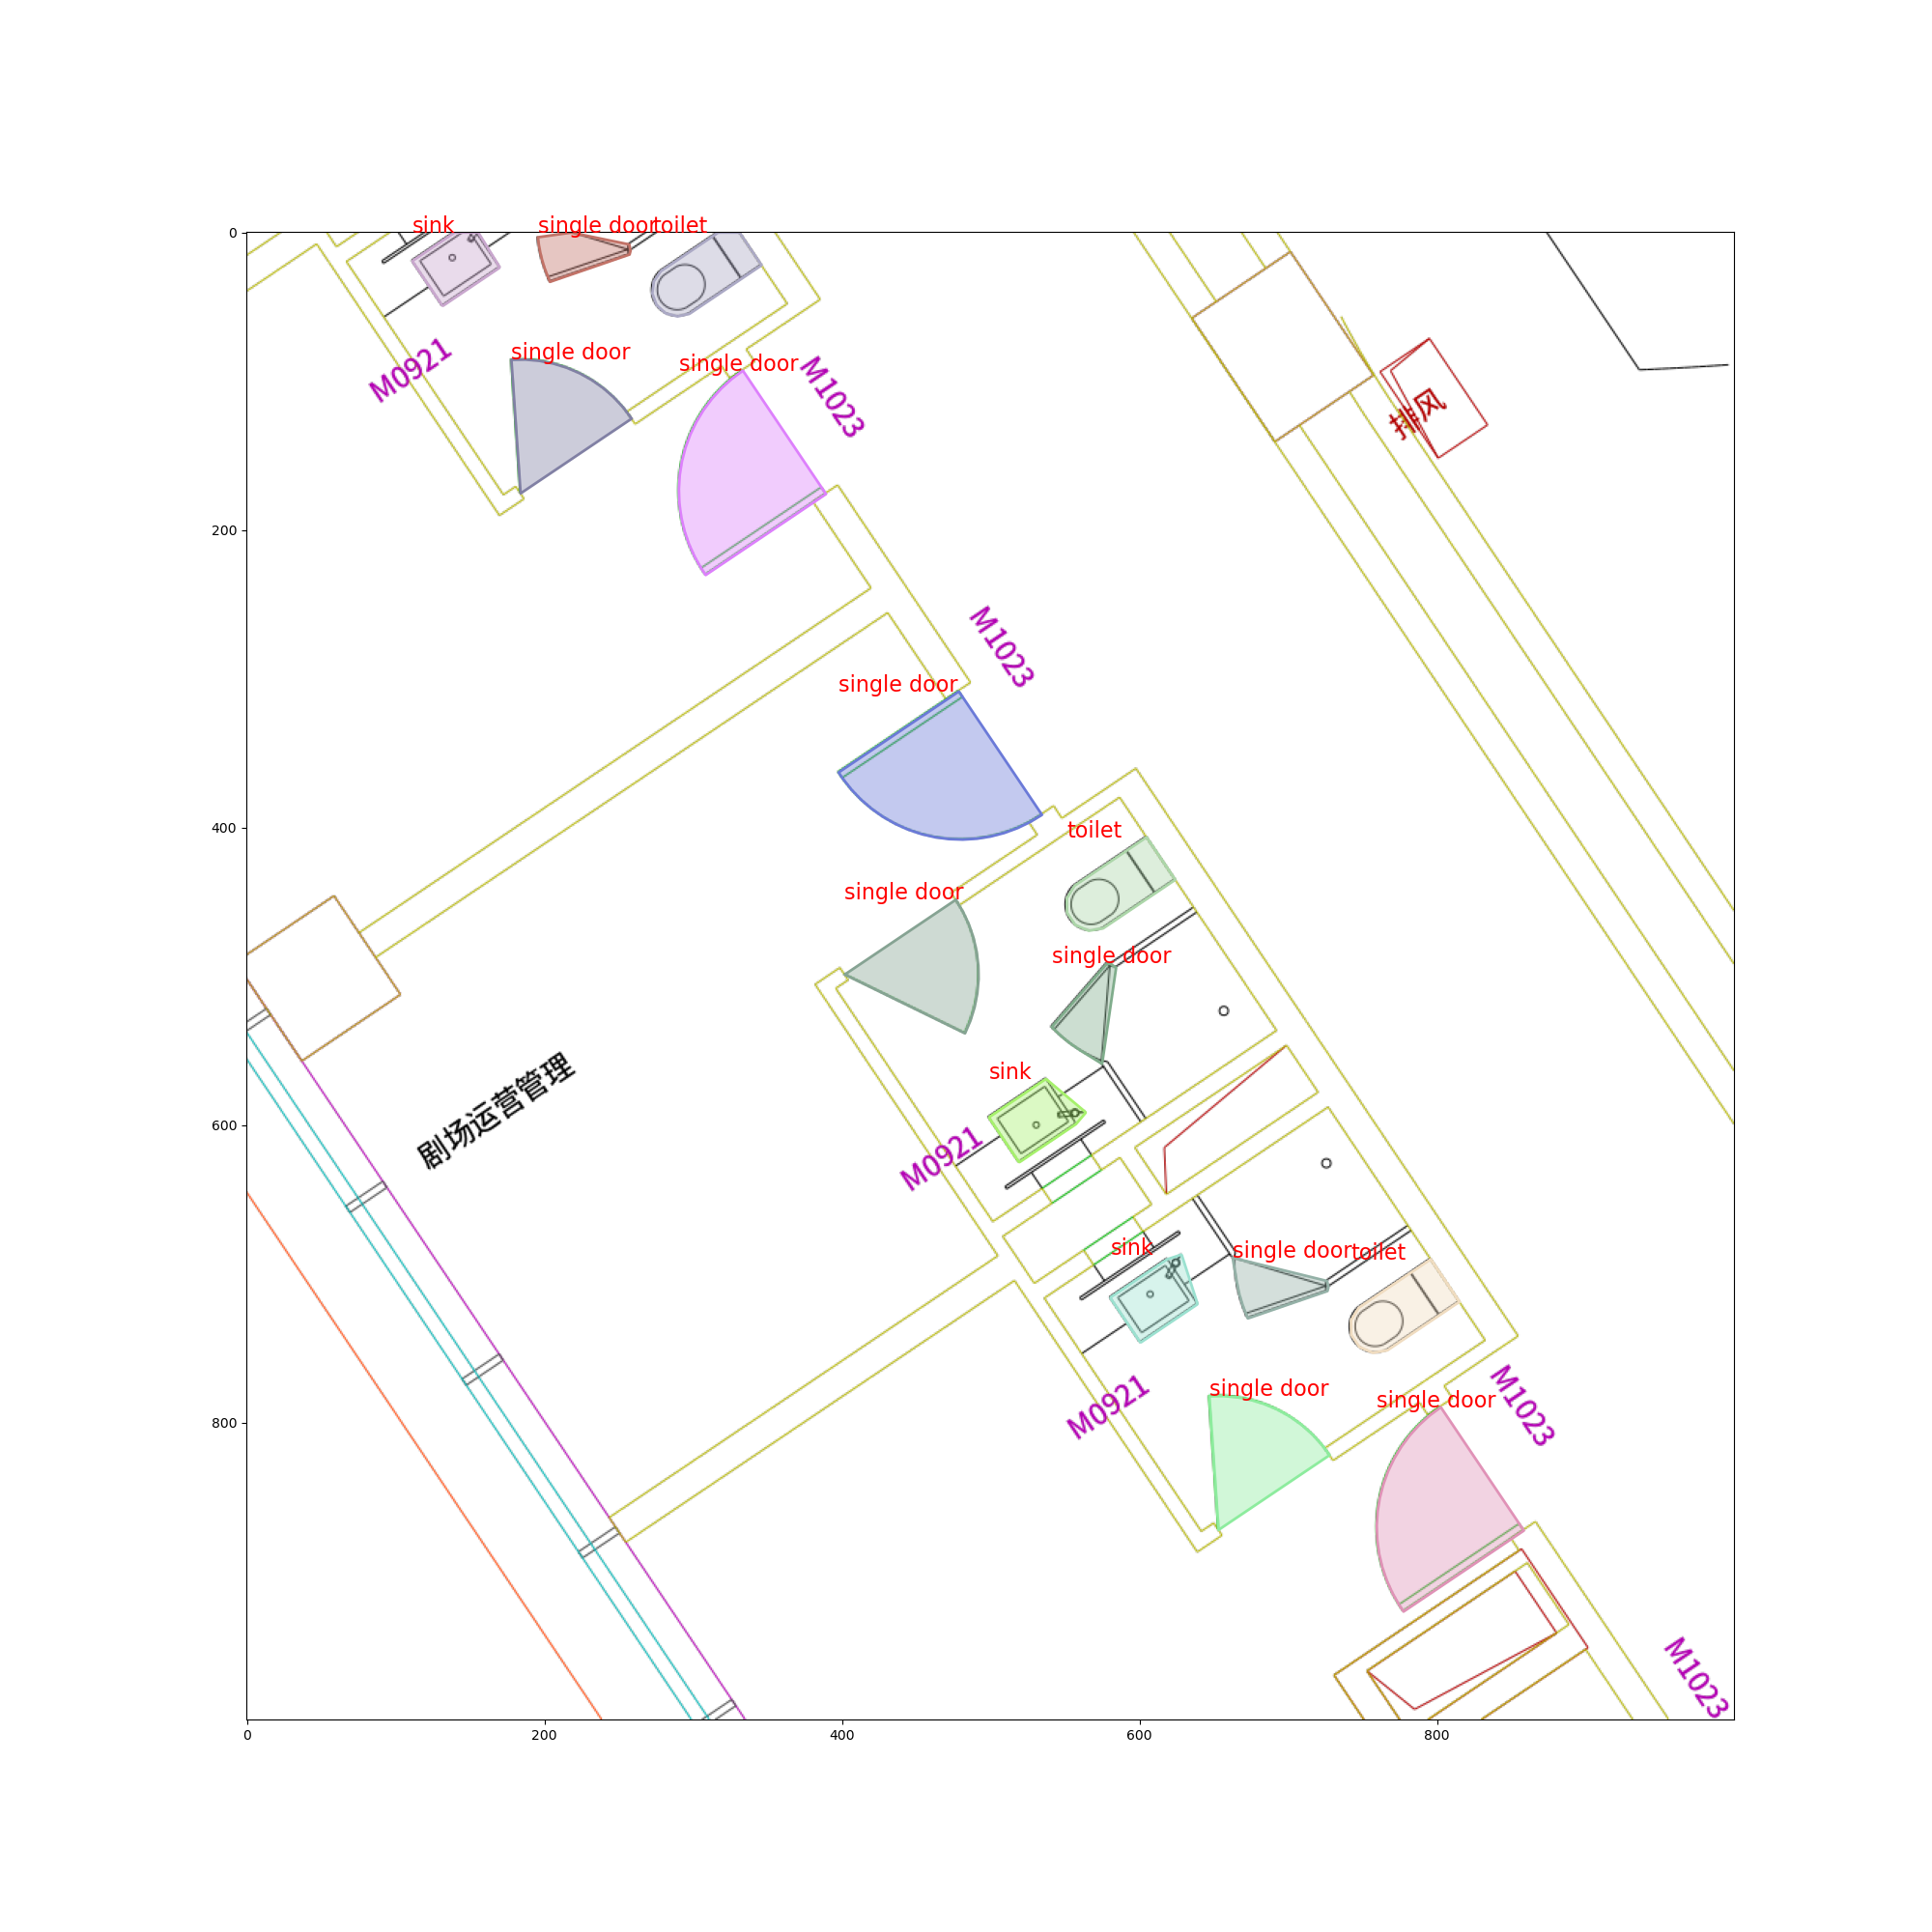 sink
single door
toilet
0
single door
single door
M0921
M1023
排风
200
M1023
single door
400
toilet
single door
single door
剧场运营管理
sink
M0921
600
sink
single door
toilet
M0921
single door
single door
M1023
800
M1023
0
200
400
600
800